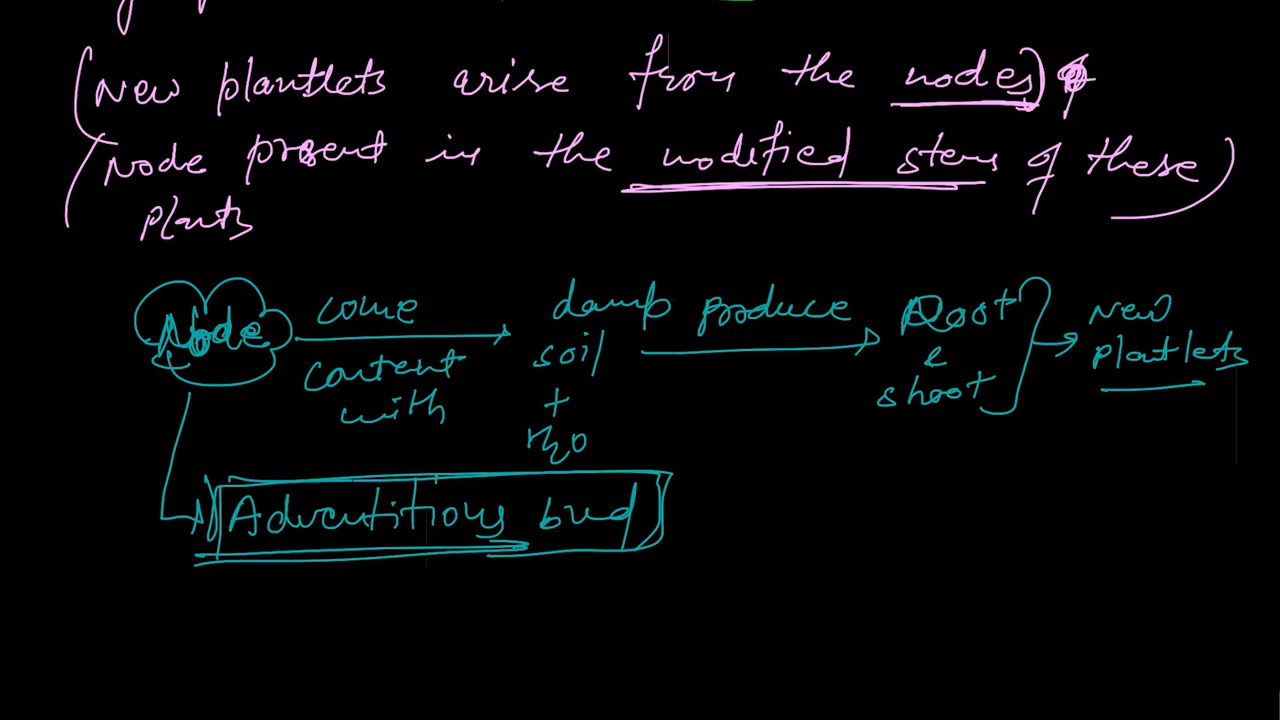 (New plantlets arise from the nodes)
(Node present in the modified stem of these)
plants
Node come content with damp soil + H2O produce Root & shoot } → New plantlets
Adventitious bud